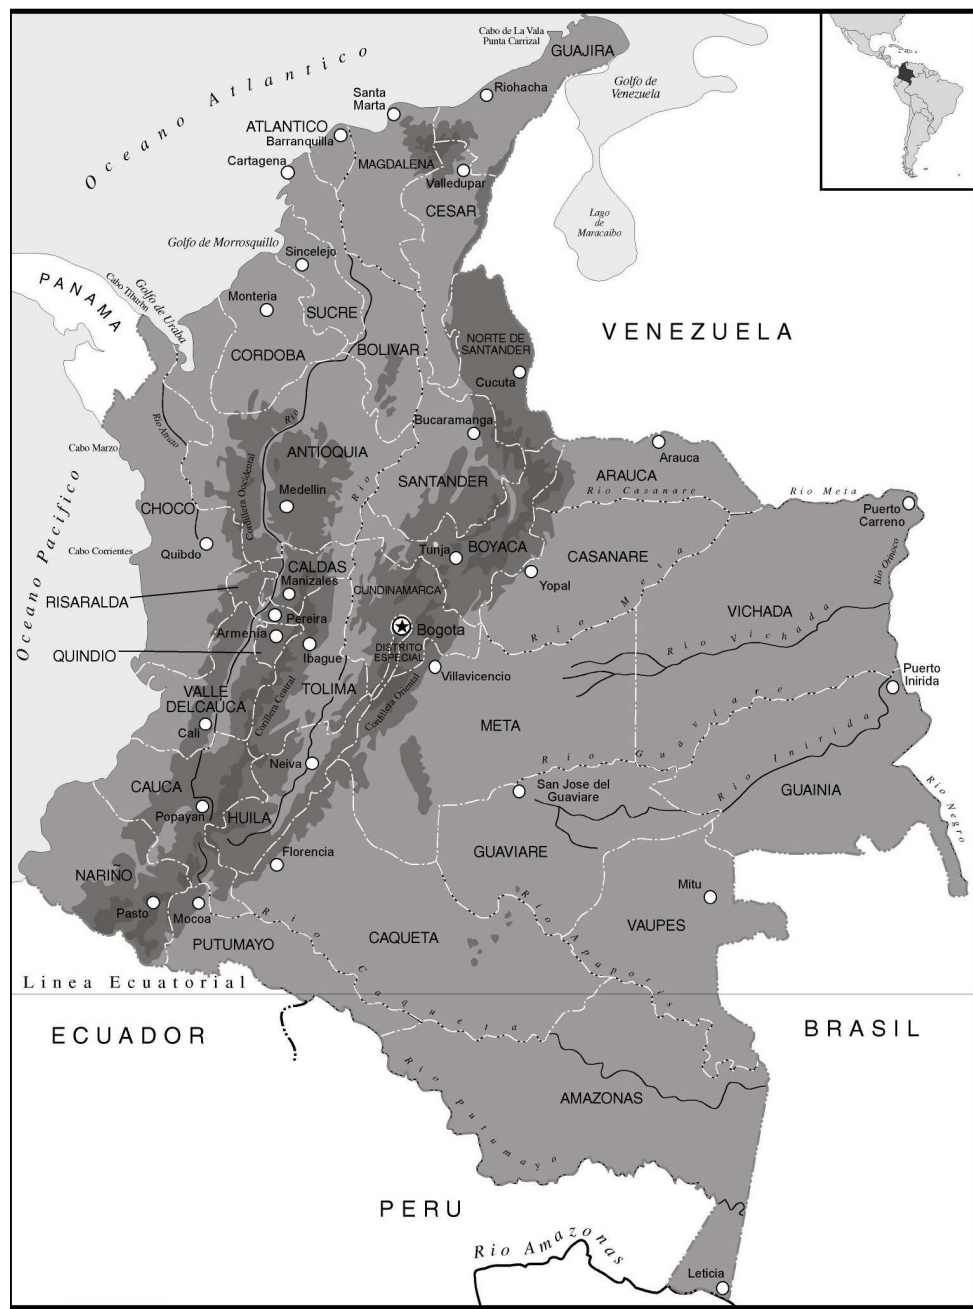 Cabo de La Vala
Punta Carrizal
GUAJIRA
Oceano Atlantico
Golfo de
Venezuela
Riohacha
Santa
Marta
ATLANTICO
Barranquilla
MAGDALENA
Cartagena
Valledupar
CESAR
Lago
de
Maracaibo
Golfo de Morrosquillo
Sincelejo
PANAMA
Cabo Tiburbn
Golfo de Uraba
Monteria
SUCRE
VENEZUELA
CORDOBA
BOLIVAR
NORTE DE
SANTANDER
Cucuta
Rio Atrato
Rio
Bucaramanga
Cabo Marzo
ANTIOQUIA
Arauca
ARAUCA
Cordillera Occidental
Rio
SANTANDER
Rio Casanare
Rio Meta
Medellin
CHOCO
Puerto
Carreno
Oceano Pacifico
Cabo Corrientes
Quibdo
Tunja
BOYACA
CASANARE
Rio Orinoco
CALDAS
Manizales
Yopal
CUNDINAMARCA
RISARALDA
Pereira
Rio Meta
VICHADA
Armenia
Bogota
Rio Vichada
QUINDIO
Ibague
DISTRITO
ESPECIAL
Villavicencio
Puerto
Inirida
VALLE
DELCAUCA
TOLIMA
Corillera Central
Cordillera Oriental
Cali
META
Rio Guaviare
Neiva
Rio Inirida
CAUCA
San Jose del
Guaviare
GUAINIA
Popayan
HUILA
Rio Negro
Florencia
GUAVIARE
NARIÑO
Mitu
Pasto
Mocoa
Rio Apaporis
VAUPES
PUTUMAYO
CAQUETA
Rio Caqueta
Linea Ecuatorial
ECUADOR
BRASIL
Rio Putumayo
AMAZONAS
PERU
Rio Amazonas
Leticia